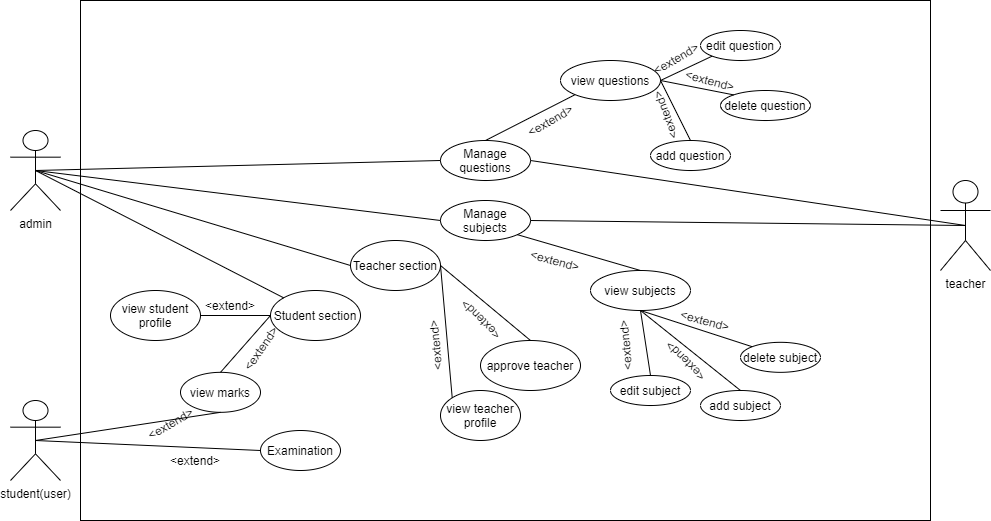 edit question
<extend>
view questions
<extend>
delete question
<extend>
<extend>
add question
Manage
questions
admin
Manage
subjects
teacher
<extend>
Teacher section
view subjects
view student
profile
<extend>
Student section
<extend>
<extend>
<extend>
<extend>
<extend>
<extend>
<extend>
delete subject
approve teacher
view marks
edit subject
add subject
view teacher
profile
<extend>
Examination
<extend>
student(user)